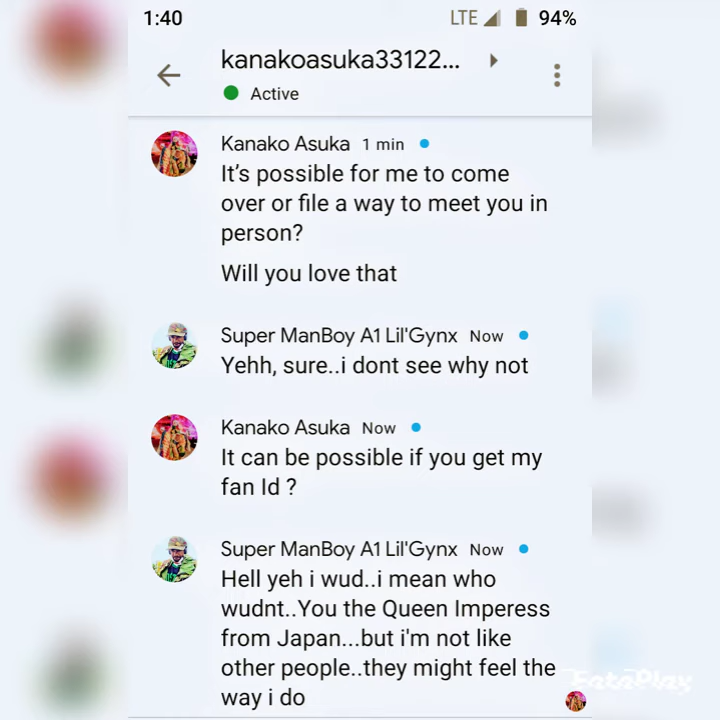 1:40 LTE 94%
kanakoasuka33122...
Active
Kanako Asuka 1 min
It's possible for me to come
over or file a way to meet you in
person?
Will you love that
Super ManBoy A1 Lil'Gynx Now
Yehh, sure..i dont see why not
Kanako Asuka Now
It can be possible if you get my
fan Id ?
Super ManBoy A1 Lil'Gynx Now
Hell yeh i wud..i mean who
wudnt..You the Queen Imperess
from Japan...but i'm not like
other people..they might feel the
way i do